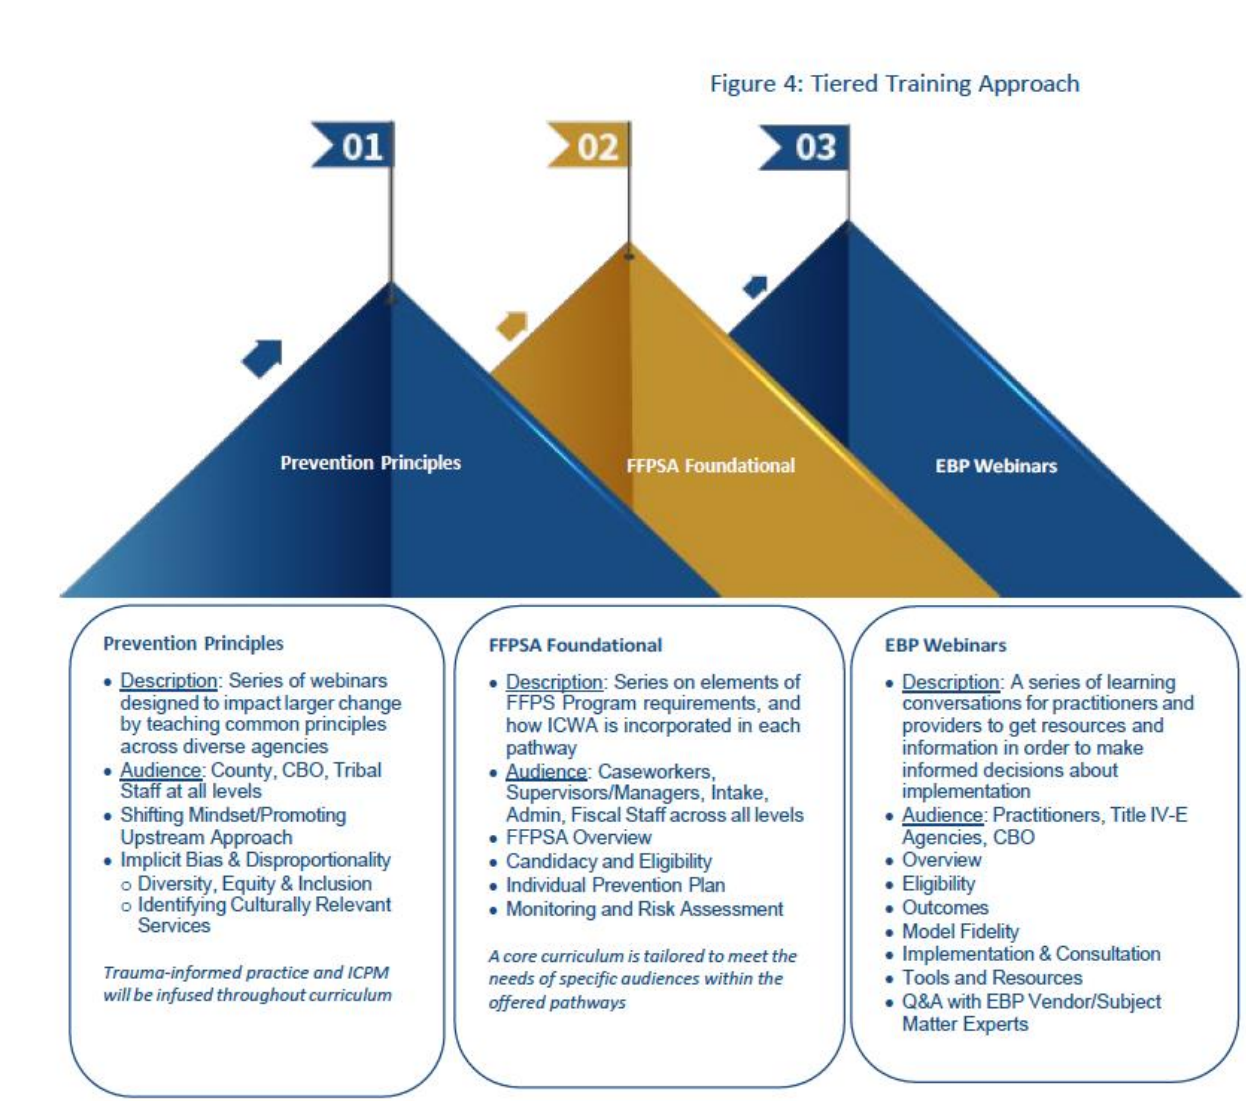 Figure 4: Tiered Training Approach
01
02
03
Prevention Principles
FFPSA Foundational
EBP Webinars
Prevention Principles
• Description: Series of webinars
designed to impact larger change
by teaching common principles
across diverse agencies
• Audience: County, CBO, Tribal
Staff at all levels
• Shifting Mindset/Promoting
Upstream Approach
• Implicit Bias & Disproportionality
o Diversity, Equity & Inclusion
o Identifying Culturally Relevant
Services
Trauma-informed practice and ICPM
will be infused throughout curriculum
FFPSA Foundational
• Description: Series on elements of
FFPS Program requirements, and
how ICWA is incorporated in each
pathway
• Audience: Caseworkers,
Supervisors/Managers, Intake,
Admin, Fiscal Staff across all levels
• FFPSA Overview
• Candidacy and Eligibility
• Individual Prevention Plan
• Monitoring and Risk Assessment
A core curriculum is tailored to meet the
needs of specific audiences within the
offered pathways
EBP Webinars
• Description: A series of learning
conversations for practitioners and
providers to get resources and
information in order to make
informed decisions about
implementation
• Audience: Practitioners, Title IV-E
Agencies, CBO
• Overview
• Eligibility
• Outcomes
• Model Fidelity
• Implementation & Consultation
• Tools and Resources
• Q&A with EBP Vendor/Subject
Matter Experts